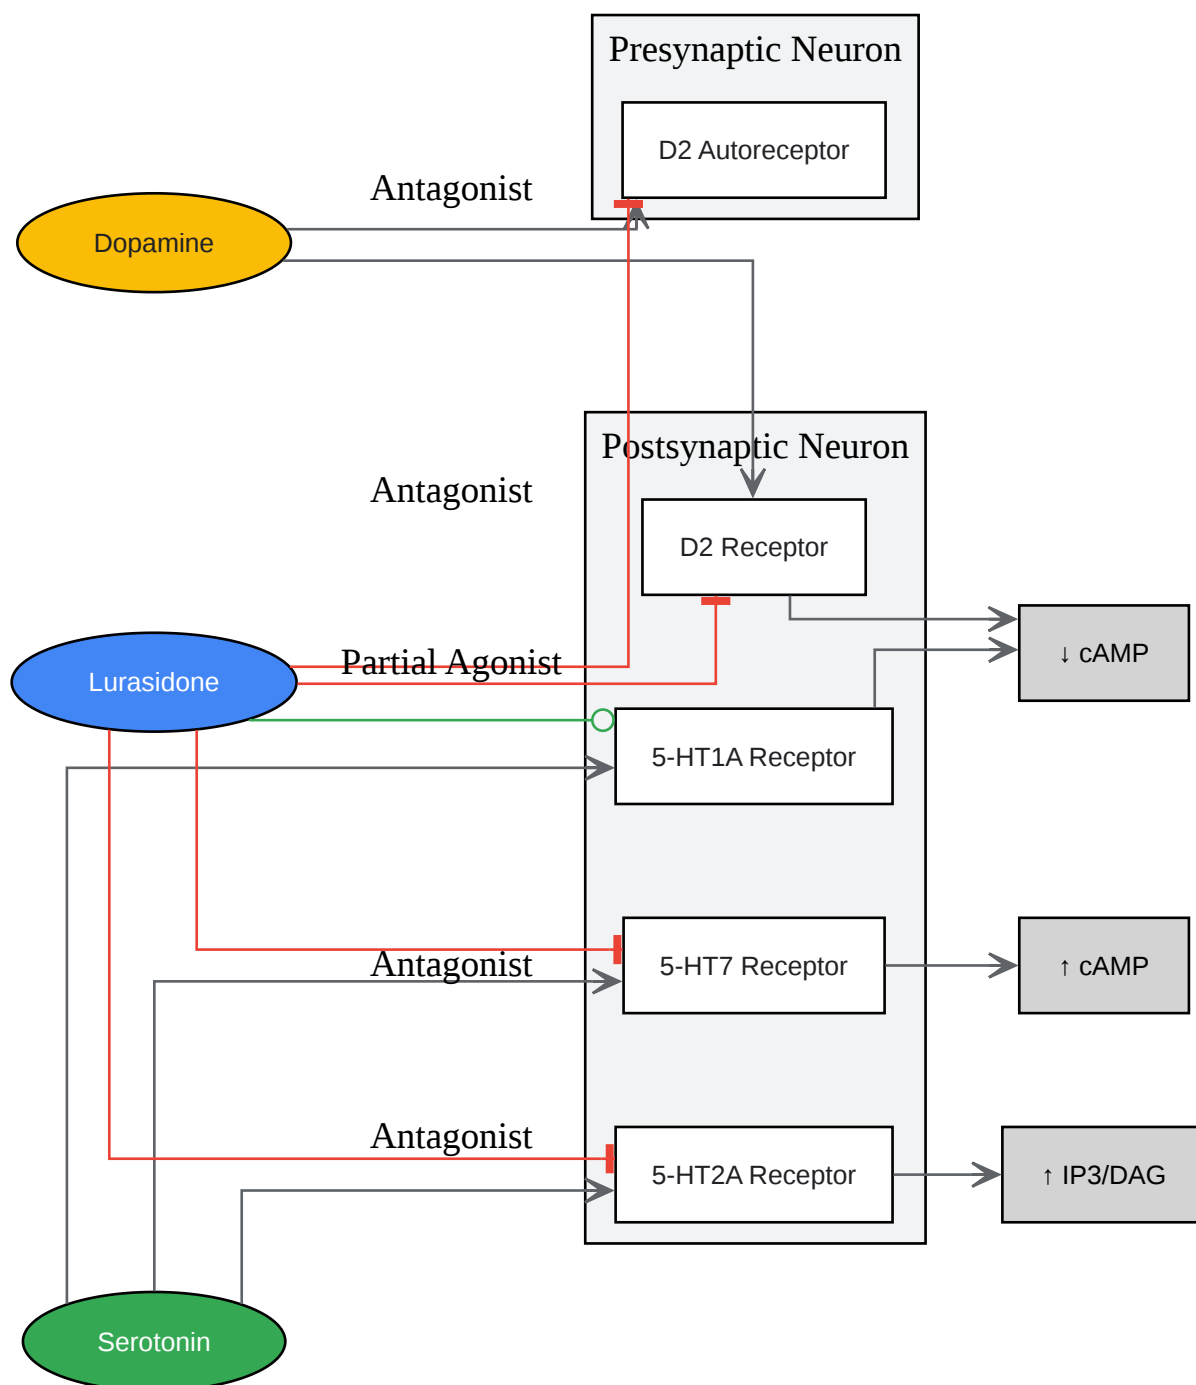 Presynaptic Neuron
D2 Autoreceptor
Antagonist
Dopamine
Postsynaptic Neuron
Antagonist
D2 Receptor
↓ cAMP
Partial Agonist
Lurasidone
5-HT1A Receptor
Antagonist
5-HT7 Receptor
↑ cAMP
Antagonist
5-HT2A Receptor
↑ IP3/DAG
Serotonin